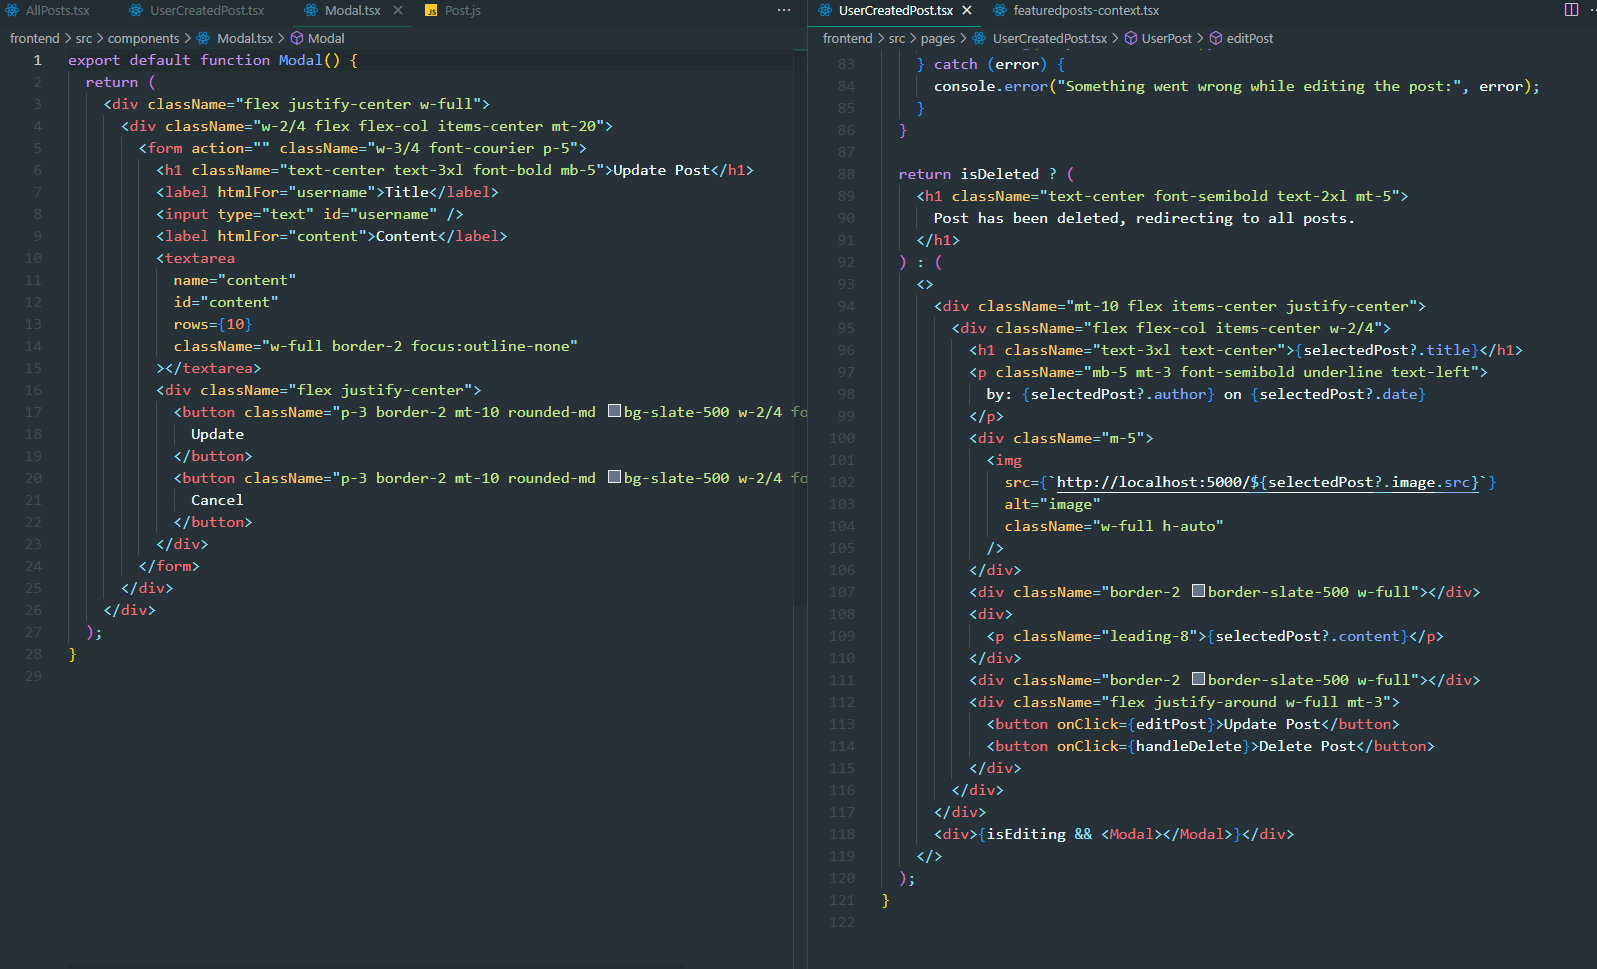 AllPosts.tsx
UserCreatedPost.tsx
Modal.tsx
JS Post.js
frontend > src > components > Modal.tsx > Modal
1 export default function Modal() {
2 return (
3 <div className="flex justify-center w-full">
4 <div className="w-2/4 flex flex-col items-center mt-20">
5 <form action="" className="w-3/4 font-courier p-5">
6 <h1 className="text-center text-3xl font-bold mb-5">Update Post</h1>
7 <label htmlFor="username">Title</label>
8 <input type="text" id="username" />
9 <label htmlFor="content">Content</label>
10 <textarea
11 name="content"
12 id="content"
13 rows={10}
14 className="w-full border-2 focus:outline-none"
15 ></textarea>
16 <div className="flex justify-center">
17 <button className="p-3 border-2 mt-10 rounded-md bg-slate-500 w-2/4 fo
18 Update
19 </button>
20 <button className="p-3 border-2 mt-10 rounded-md bg-slate-500 w-2/4 fo
21 Cancel
22 </button>
23 </div>
24 </form>
25 </div>
26 </div>
27 );
28 }
29
UserCreatedPost.tsx
featuredposts-context.tsx
frontend > src > pages > UserCreatedPost.tsx > UserPost > editPost
83 } catch (error) {
84 console.error("Something went wrong while editing the post:", error);
85 }
86 }
87
88 return isDeleted ? (
89 <h1 className="text-center font-semibold text-2xl mt-5">
90 Post has been deleted, redirecting to all posts.
91 </h1>
92 ) : (
93 <>
94 <div className="mt-10 flex items-center justify-center">
95 <div className="flex flex-col items-center w-2/4">
96 <h1 className="text-3xl text-center">{selectedPost?.title}</h1>
97 <p className="mb-5 mt-3 font-semibold underline text-left">
98 by: {selectedPost?.author} on {selectedPost?.date}
99 </p>
100 <div className="m-5">
101 <img
102 src={`http://localhost:5000/${selectedPost?.image.src}`}
103 alt="image"
104 className="w-full h-auto"
105 />
106 </div>
107 <div className="border-2 border-slate-500 w-full"></div>
108 <div>
109 <p className="leading-8">{selectedPost?.content}</p>
110 </div>
111 <div className="border-2 border-slate-500 w-full"></div>
112 <div className="flex justify-around w-full mt-3">
113 <button onClick={editPost}>Update Post</button>
114 <button onClick={handleDelete}>Delete Post</button>
115 </div>
116 </div>
117 </div>
118 <div>{isEditing && <Modal></Modal>}</div>
119 </>
120 );
121 }
122